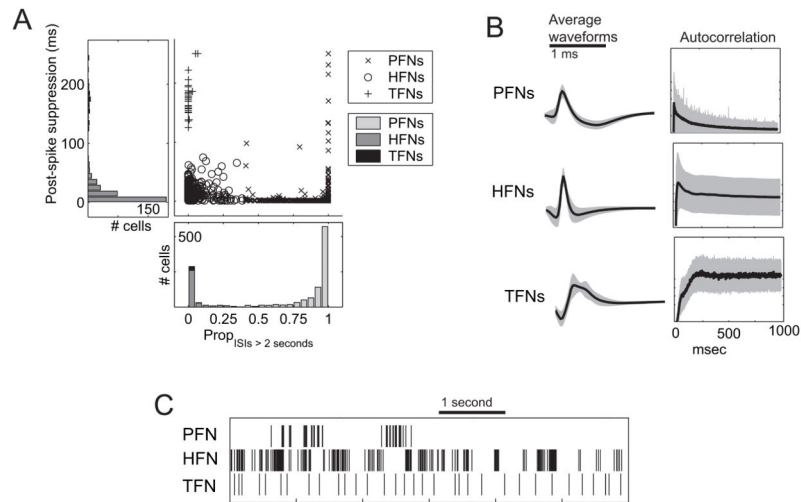 A
Post-spike suppression (ms)
200
100
0
150
# cells
× PFNs
○ HFNs
+ TFNs
PFNs
HFNs
TFNs
500
# cells
0 0.25 0.5 0.75 1
Prop ISIs > 2 seconds
B
Average waveforms
1 ms
Autocorrelation
PFNs
HFNs
TFNs
0 500 1000
msec
C
1 second
PFN
HFN
TFN